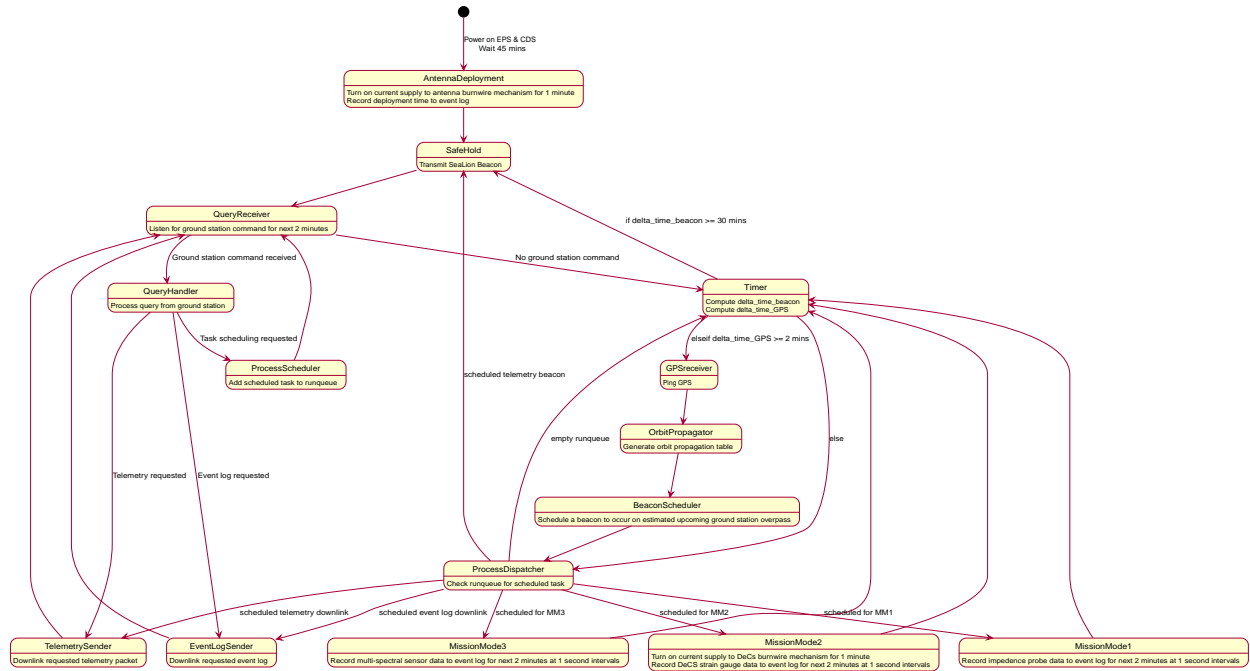 Power on EPS & CDS
Wait 45 mins
AntennaDeployment
Turn on current supply to antenna burnwire mechanism for 1 minute
Record deployment time to event log
SafeHold
Transmit SeaLion Beacon
QueryReceiver
Listen for ground station command for next 2 minutes
if delta_time_beacon >= 30 mins
Ground station command received
No ground station command
QueryHandler
Process query from ground station
Timer
Compute delta_time_beacon
Compute delta_time_GPS
Task scheduling requested
elseif delta_time_GPS >= 2 mins
ProcessScheduler
Add scheduled task to runqueue
scheduled telemetry beacon
GPSreceiver
Ping GPS
OrbitPropagator
Generate orbit propagation table
empty runqueue
else
Telemetry requested
Event log requested
BeaconScheduler
Schedule a beacon to occur on estimated upcoming ground station overpass
ProcessDispatcher
Check runqueue for scheduled task
scheduled telemetry downlink
scheduled event log downlink
scheduled for MM3
scheduled for MM2
scheduled for MM1
TelemetrySender
Downlink requested telemetry packet
EventLogSender
Downlink requested event log
MissionMode3
Record multi-spectral sensor data to event log for next 2 minutes at 1 second intervals
MissionMode2
Turn on current supply to DeCs burnwire mechanism for 1 minute
Record DeCS strain gauge data to event log for next 2 minutes at 1 second intervals
MissionMode1
Record impedence probe data to event log for next 2 minutes at 1 second intervals